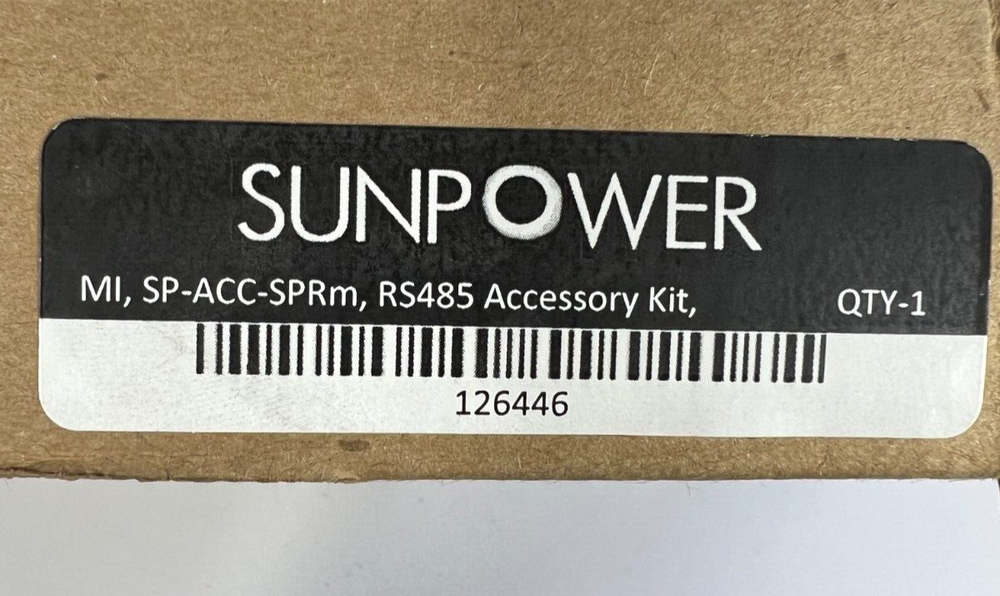 SUNPOWER
MI, SP-ACC-SPRm, RS485 Accessory Kit, QTY-1
126446